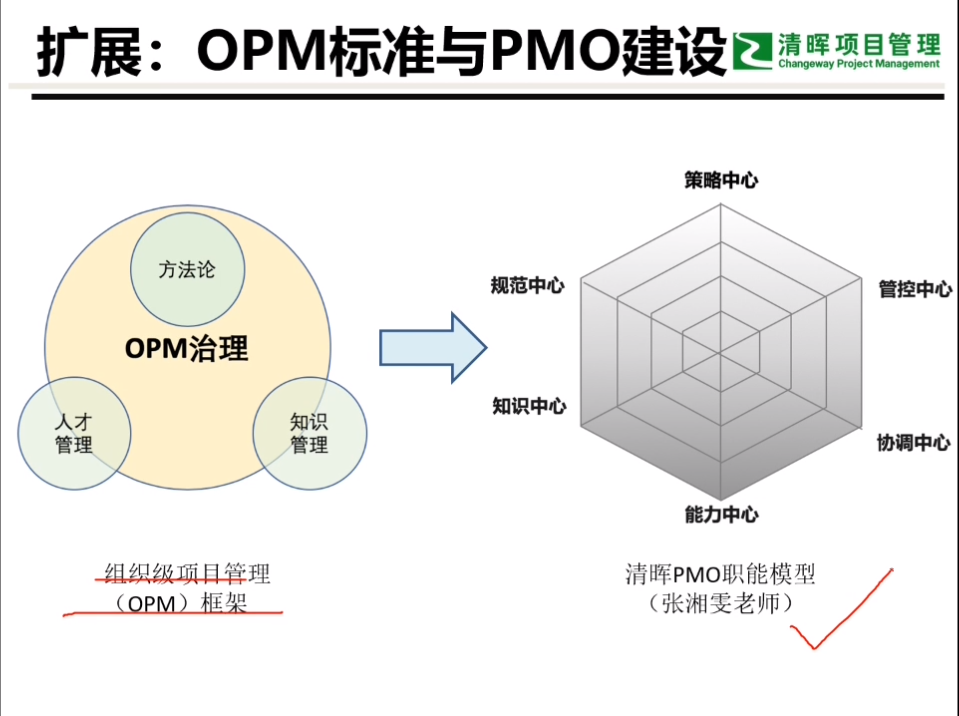 扩展：OPM标准与PMO建设
清晖项目管理
Changeway Project Management
方法论
OPM治理
人才
管理
知识
管理
组织级项目管理
（OPM）框架
策略中心
规范中心
管控中心
知识中心
协调中心
能力中心
清晖PMO职能模型
（张湘雯老师）